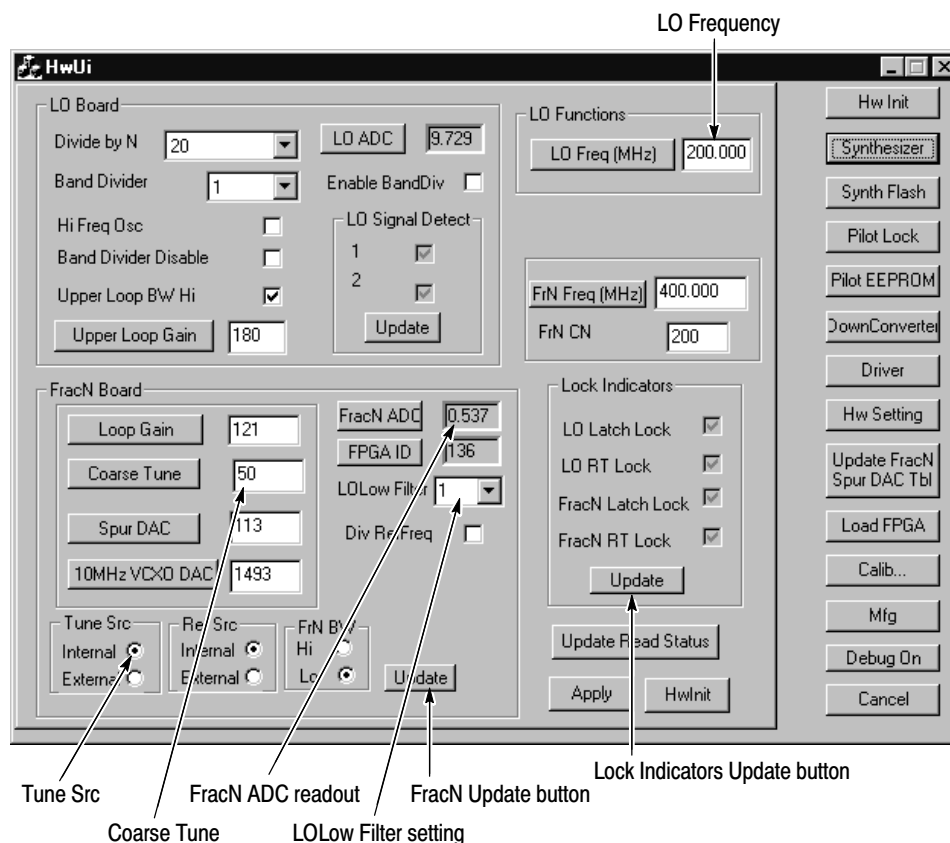 LO Frequency
HwUi
LO Board
Divide by N 20
LO ADC 9.729
Band Divider 1
Enable BandDiv
Hi Freq Osc
Band Divider Disable
Upper Loop BW Hi
Upper Loop Gain 180
LO Signal Detect
1
2
Update
LO Functions
LO Freq (MHz) 200.000
FrN Freq (MHz) 400.000
FrN CN 200
FracN Board
Loop Gain 121
Coarse Tune 50
Spur DAC 113
10MHz VCXO DAC 1493
FracN ADC 0.537
FPGA ID 136
LOLow Filter 1
Div Ref Freq
Tune Src
Internal
External
Ref Src
Internal
External
FrN BW
Hi
Lo
Update
Lock Indicators
LO Latch Lock
LO RT Lock
FracN Latch Lock
FracN RT Lock
Update
Update Read Status
Apply
HwInit
Hw Init
Synthesizer
Synth Flash
Pilot Lock
Pilot EEPROM
DownConverter
Driver
Hw Setting
Update FracN
Spur DAC Tbl
Load FPGA
Calib...
Mfg
Debug On
Cancel
Tune Src
Coarse Tune
FracN ADC readout
LOLow Filter setting
FracN Update button
Lock Indicators Update button